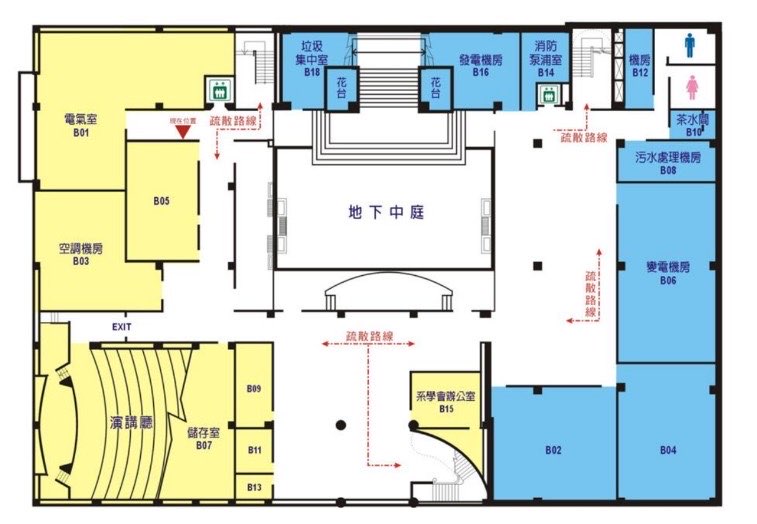 垃圾
集中室
B18
花台
花台
發電機房
B16
消防
泵浦室
B14
機房
B12
電氣室
B01
現在位置
疏散路線
疏散路線
茶水間
B10
污水處理機房
B08
B05
地下中庭
空調機房
B03
變電機房
B06
疏散路線
EXIT
疏散路線
演講廳
儲存室
B07
B09
B11
B13
系學會辦公室
B15
B02
B04